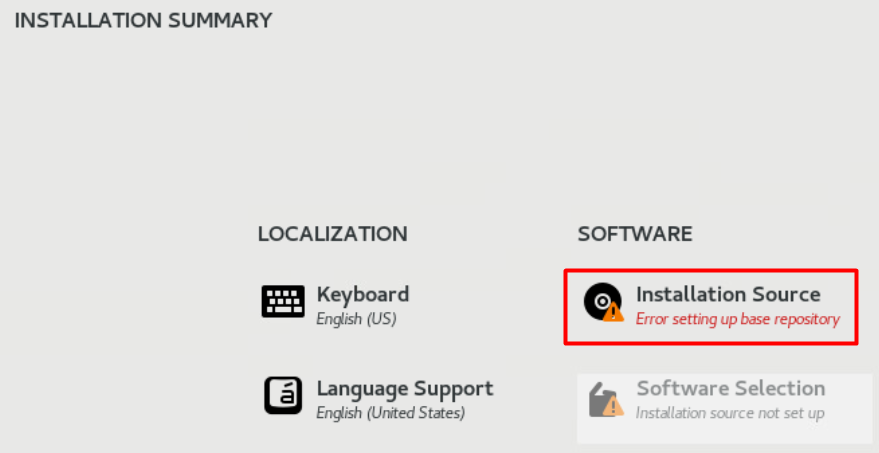 INSTALLATION SUMMARY
LOCALIZATION
Keyboard
English (US)
Language Support
English (United States)
SOFTWARE
Installation Source
Error setting up base repository
Software Selection
Installation source not set up